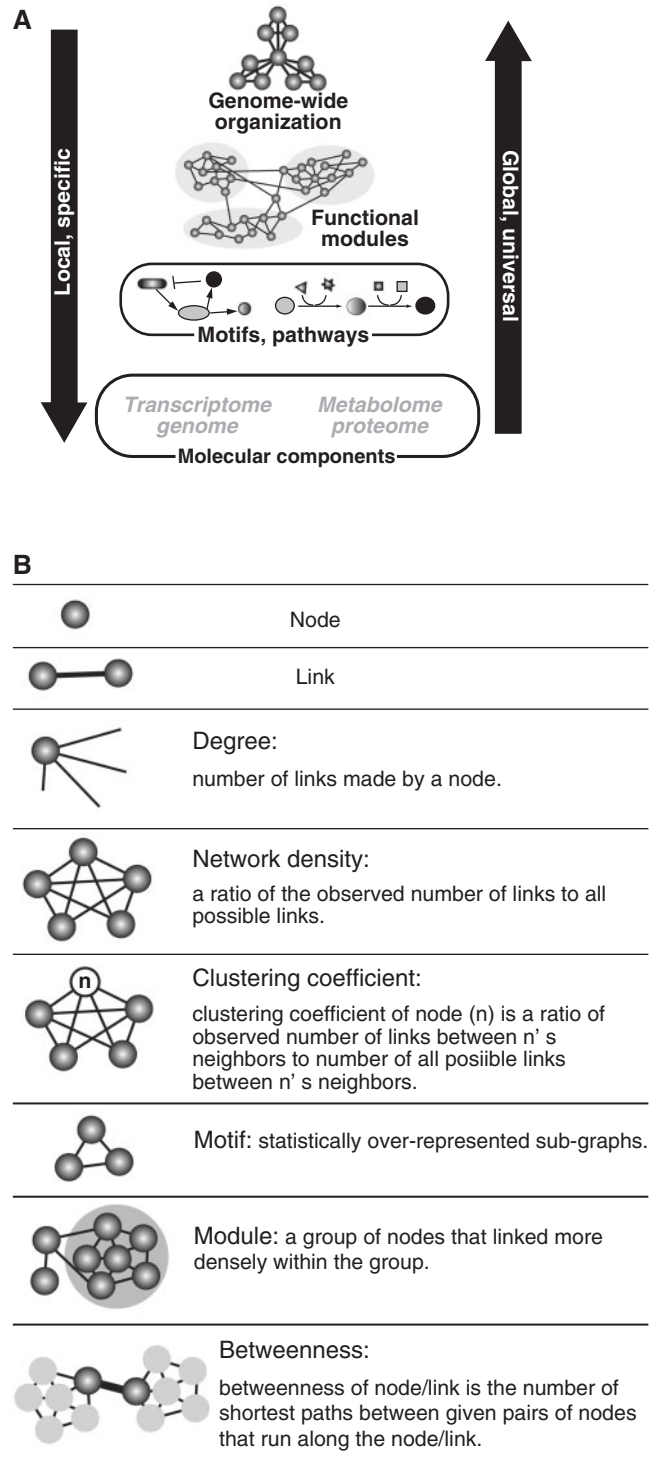 A
Local, specific
Genome-wide
organization
Functional
modules
Motifs, pathways
Transcriptome
genome
Metabolome
proteome
Molecular components
Global, universal
B
Node
Link
Degree:
number of links made by a node.
Network density:
a ratio of the observed number of links to all
possible links.
n
Clustering coefficient:
clustering coefficient of node (n) is a ratio of
observed number of links between n' s
neighbors to number of all posiible links
between n' s neighbors.
Motif: statistically over-represented sub-graphs.
Module: a group of nodes that linked more
densely within the group.
Betweenness:
betweenness of node/link is the number of
shortest paths between given pairs of nodes
that run along the node/link.